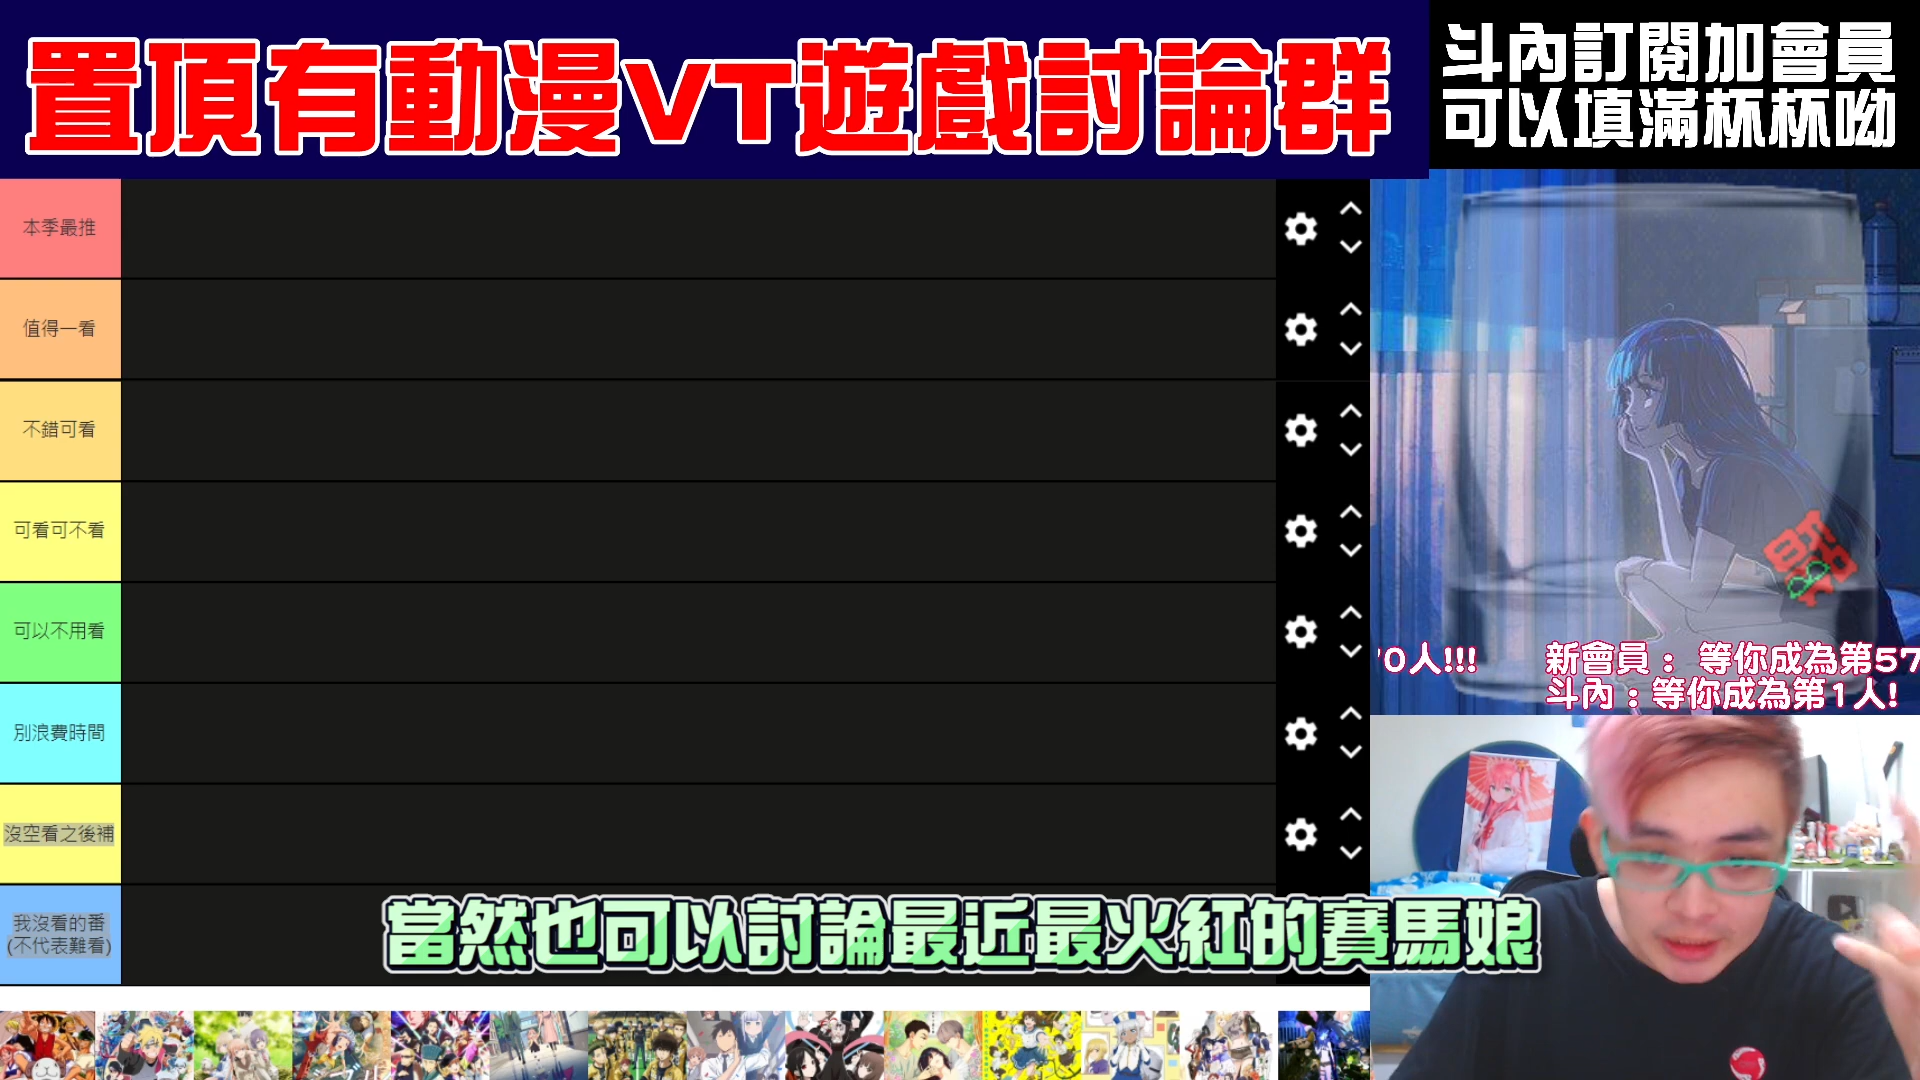 置頂有動漫VT遊戲討論群
斗內訂閱加會員
可以填滿杯杯呦
本季最推
值得一看
不錯可看
可看可不看
可以不用看
別浪費時間
沒空看之後補
我沒看的番
(不代表難看)
0人!!!
新會員：等你成為第57
斗內：等你成為第1人!
當然也可以討論最近最火紅的賽馬娘